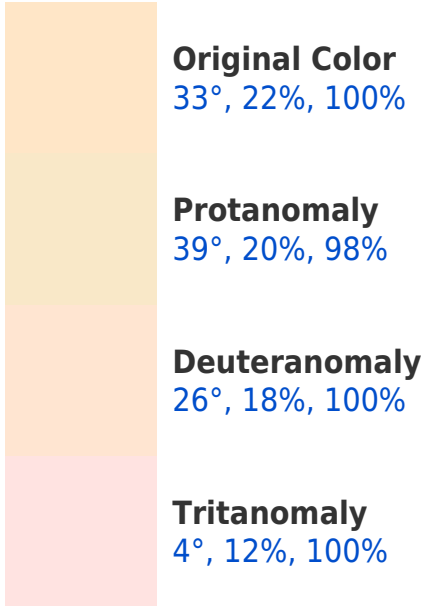 Original Color
33°, 22%, 100%
Protanomaly
39°, 20%, 98%
Deuteranomaly
26°, 18%, 100%
Tritanomaly
4°, 12%, 100%